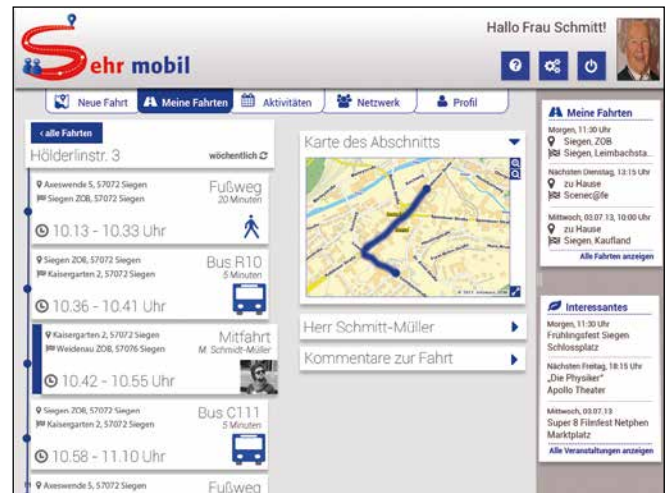 Sehr mobil
Hallo Frau Schmitt!
Neue Fahrt
Meine Fahrten
Aktivitäten
Netzwerk
Profil
< alle Fahrten
Hölderlinstr. 3
wöchentlich
Axeswende 5, 57072 Siegen
Siegen ZOB, 57072 Siegen
Fußweg
20 Minuten
10.13 - 10.33 Uhr
Siegen ZOB, 57072 Siegen
Kaisergarten 2, 57072 Siegen
Bus R10
5 Minuten
10.36 - 10.41 Uhr
Kaisergarten 2, 57072 Siegen
Weidenau ZOB, 57076 Siegen
Mitfahrt
M. Schmidt-Müller
10.42 - 10.55 Uhr
Siegen ZOB, 57072 Siegen
Kaisergarten 2, 57072 Siegen
Bus C111
5 Minuten
10.58 - 11.10 Uhr
Axeswende 5, 57072 Siegen
Fußweg
Karte des Abschnitts
Herr Schmitt-Müller
Kommentare zur Fahrt
Meine Fahrten
Morgen, 11:30 Uhr
Siegen, ZOB
Siegen, Leimbachsta...
Nächsten Dienstag, 13:15 Uhr
zu Hause
Scenec@fe
Mittwoch, 03.07.13, 10:00 Uhr
zu Hause
Siegen, Kaufland
Alle Fahrten anzeigen
Interessantes
Morgen, 11:30 Uhr
Frühlingsfest Siegen
Schlossplatz
Nächsten Freitag, 18:15 Uhr
„Die Physiker"
Apollo Theater
Mittwoch, 03.07.13
Super 8 Filmfest Netphen
Marktplatz
Alle Veranstaltungen anzeigen